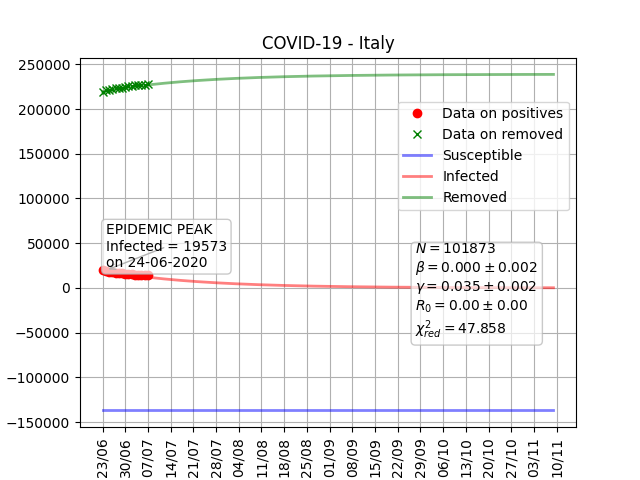 COVID-19 - Italy
250000
200000
150000
100000
50000
0
−50000
−100000
−150000
Data on positives
Data on removed
Susceptible
Infected
Removed
EPIDEMIC PEAK
Infected = 19573
on 24-06-2020
N = 101873
β = 0.000 ± 0.002
γ = 0.035 ± 0.002
R₀ = 0.00 ± 0.00
χ²_red = 47.858
23/06
30/06
07/07
14/07
21/07
28/07
04/08
11/08
18/08
25/08
01/09
08/09
15/09
22/09
29/09
06/10
13/10
20/10
27/10
03/11
10/11